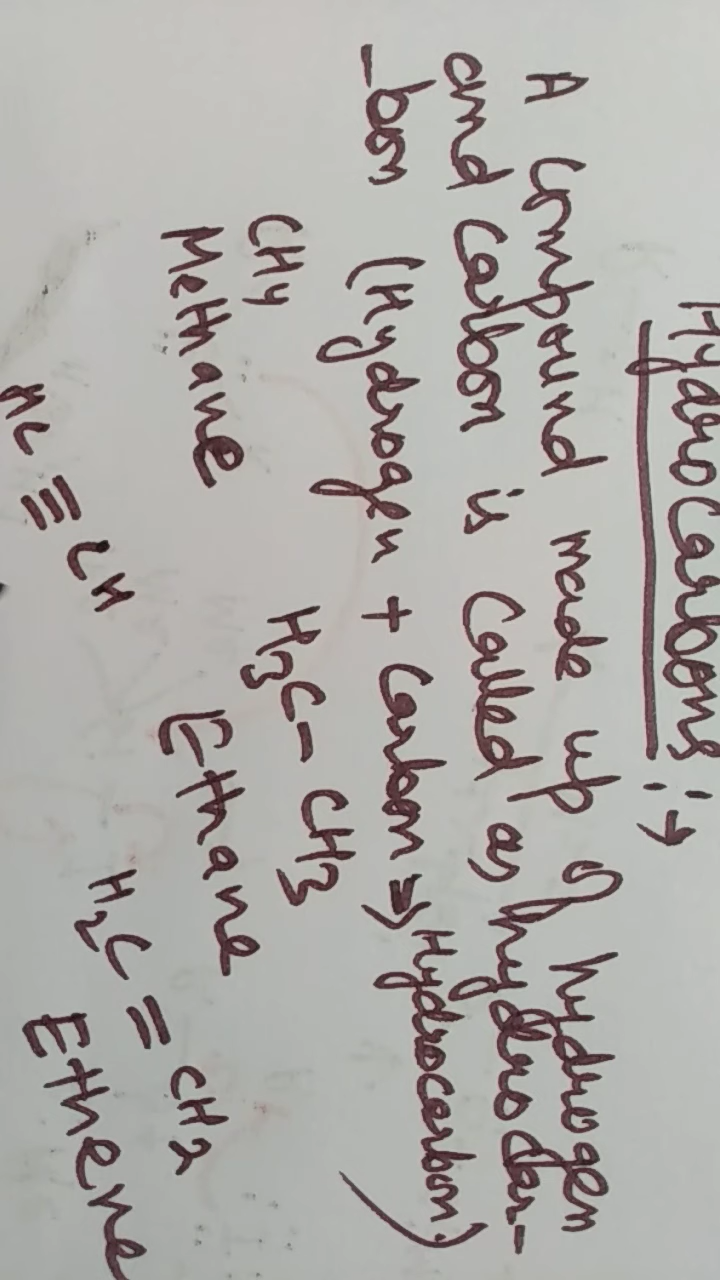 Hydrocarbons :→
A Compound made up of hydrogen
and Carbon is Called as hydrocar-
-bon (Hydrogen + Carbon ⇒ Hydrocarbon.)
CH4 H3C - CH3
Methane Ethane
H2C = CH2
Ethene
HC ≡ CH